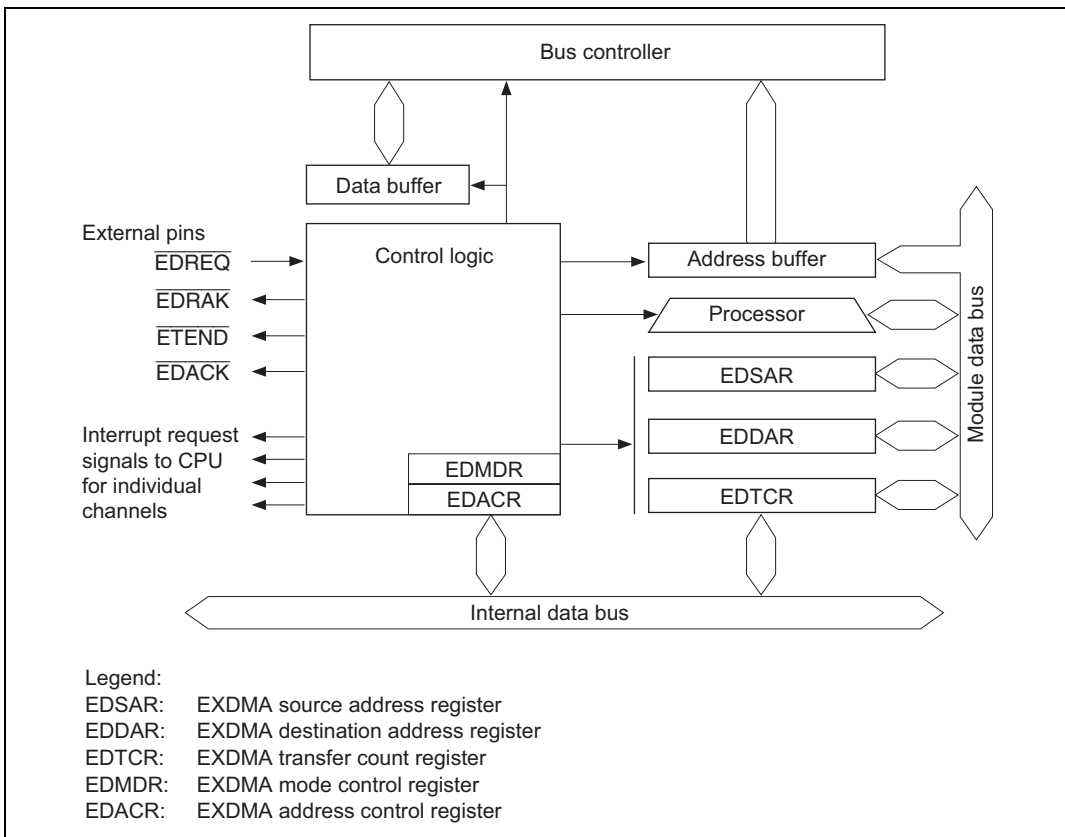 Bus controller
Data buffer
External pins
EDREQ
EDRAK
ETEND
EDACK
Interrupt request
signals to CPU
for individual
channels
Control logic
EDMDR
EDACR
Address buffer
Processor
EDSAR
EDDAR
EDTCR
Module data bus
Internal data bus
Legend:
EDSAR: EXDMA source address register
EDDAR: EXDMA destination address register
EDTCR: EXDMA transfer count register
EDMDR: EXDMA mode control register
EDACR: EXDMA address control register